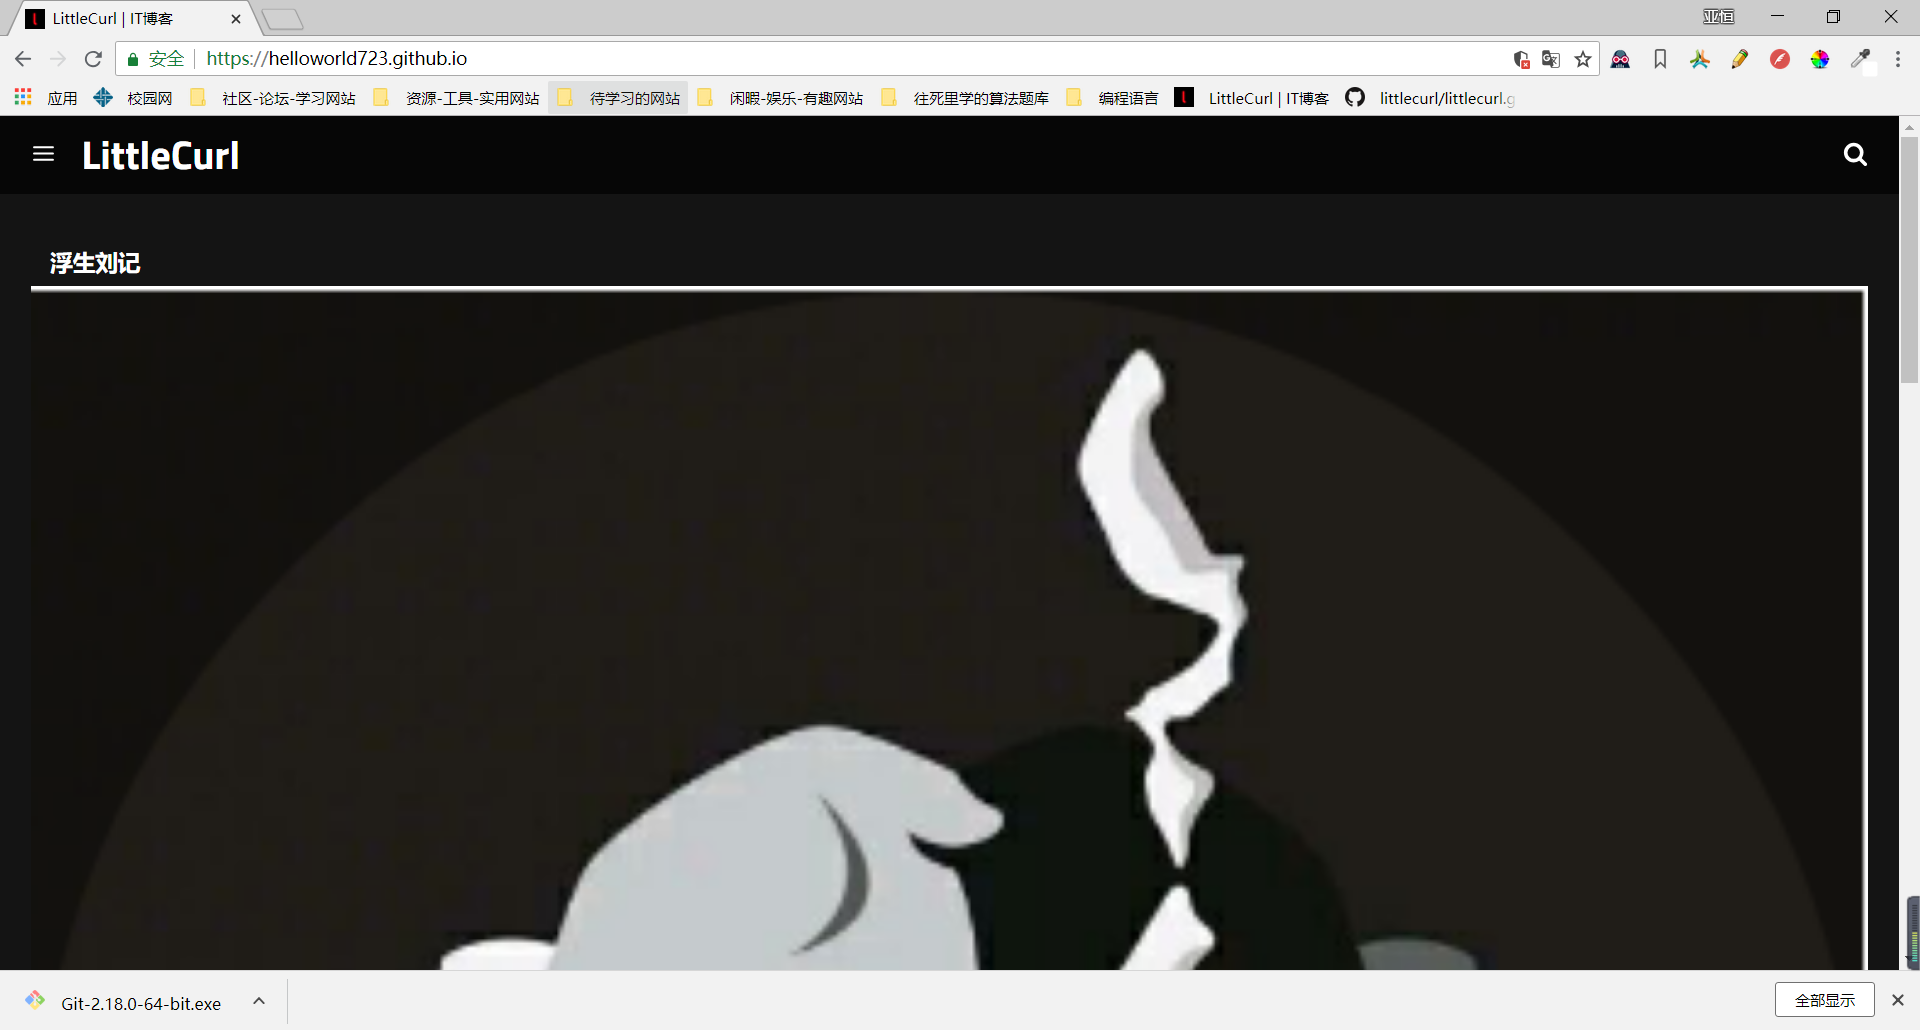 LittleCurl | IT博客
亚恒
安全 https://helloworld723.github.io
应用 校园网 社区-论坛-学习网站 资源-工具-实用网站 待学习的网站 闲暇-娱乐-有趣网站 往死里学的算法题库 编程语言 LittleCurl | IT博客 littlecurl/littlecurl.g
LittleCurl
浮生刘记
Git-2.18.0-64-bit.exe
全部显示